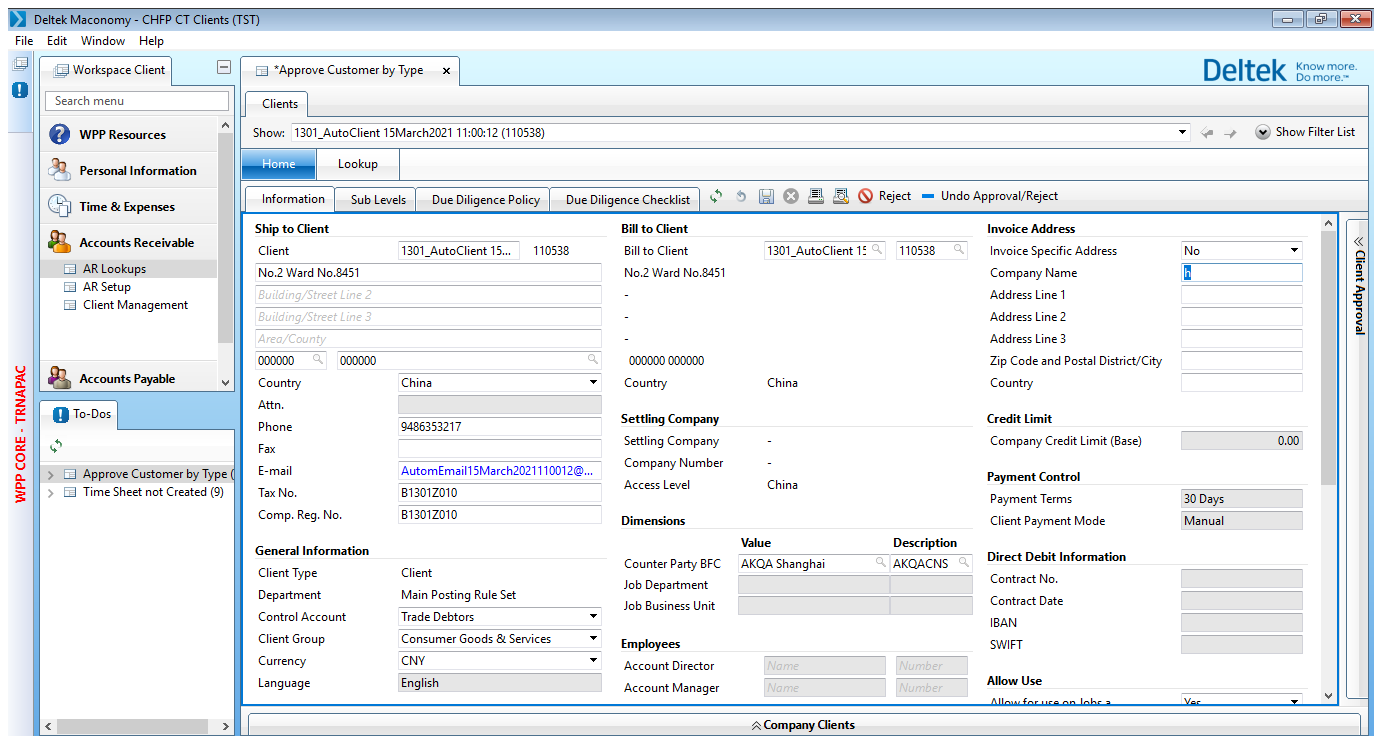 Deltek Maconomy - CHFP CT Clients (TST)
File Edit Window Help
Workspace Client
Search menu
WPP Resources
Personal Information
Time & Expenses
Accounts Receivable
AR Lookups
AR Setup
Client Management
Accounts Payable
To-Dos
Approve Customer by Type (
Time Sheet not Created (9)
WPP CORE - TRNAPAC
*Approve Customer by Type
Deltek Know more. Do more.™
Clients
Show: 1301_AutoClient 15March2021 11:00:12 (110538)
Show Filter List
Home Lookup
Information Sub Levels Due Diligence Policy Due Diligence Checklist Reject Undo Approval/Reject
Ship to Client
Client 1301_AutoClient 15... 110538
No.2 Ward No.8451
Building/Street Line 2
Building/Street Line 3
Area/County
000000 000000
Country China
Attn.
Phone 9486353217
Fax
E-mail AutomEmail15March2021110012@...
Tax No. B1301Z010
Comp. Reg. No. B1301Z010
General Information
Client Type Client
Department Main Posting Rule Set
Control Account Trade Debtors
Client Group Consumer Goods & Services
Currency CNY
Language English
Bill to Client
Bill to Client 1301_AutoClient 15 110538
No.2 Ward No.8451
-
-
-
000000 000000
Country China
Settling Company
Settling Company -
Company Number -
Access Level China
Dimensions
Value Description
Counter Party BFC AKQA Shanghai AKQACNS
Job Department
Job Business Unit
Employees
Account Director Name Number
Account Manager Name Number
Invoice Address
Invoice Specific Address No
Company Name h
Address Line 1
Address Line 2
Address Line 3
Zip Code and Postal District/City
Country
Credit Limit
Company Credit Limit (Base) 0.00
Payment Control
Payment Terms 30 Days
Client Payment Mode Manual
Direct Debit Information
Contract No.
Contract Date
IBAN
SWIFT
Allow Use
Allow for use on Jobs a Yes
Client Approval
Company Clients